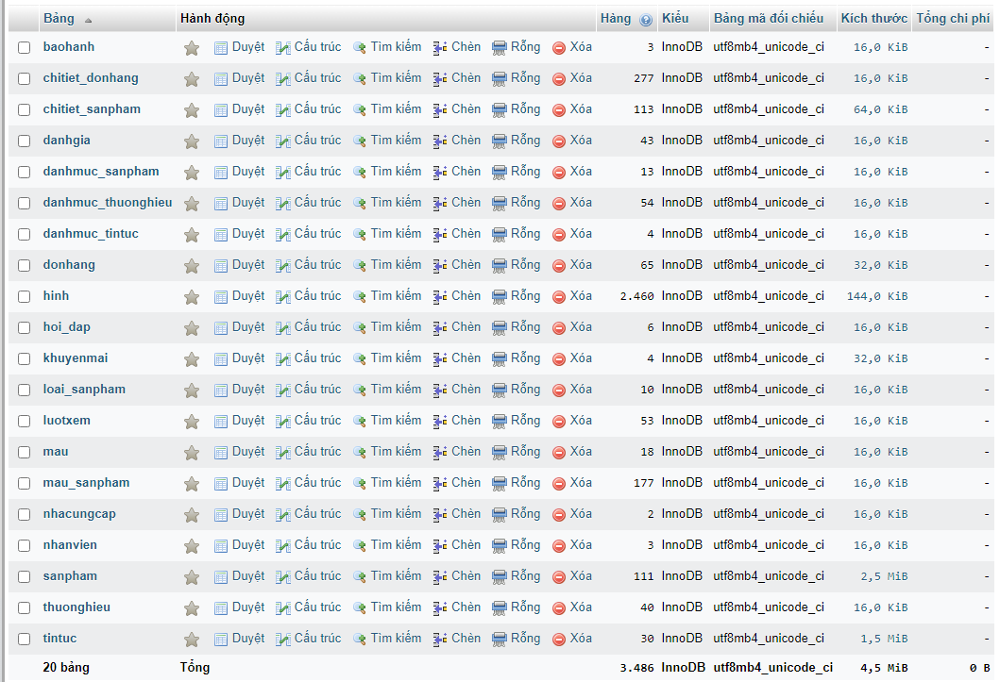 Bảng Hành động Hàng Kiểu Bảng mã đối chiếu Kích thước Tổng chi phí
baohanh Duyệt Cấu trúc Tìm kiếm Chèn Rỗng Xóa 3 InnoDB utf8mb4_unicode_ci 16,0 KiB -
chitiet_donhang Duyệt Cấu trúc Tìm kiếm Chèn Rỗng Xóa 277 InnoDB utf8mb4_unicode_ci 16,0 KiB -
chitiet_sanpham Duyệt Cấu trúc Tìm kiếm Chèn Rỗng Xóa 113 InnoDB utf8mb4_unicode_ci 64,0 KiB -
danhgia Duyệt Cấu trúc Tìm kiếm Chèn Rỗng Xóa 43 InnoDB utf8mb4_unicode_ci 16,0 KiB -
danhmuc_sanpham Duyệt Cấu trúc Tìm kiếm Chèn Rỗng Xóa 13 InnoDB utf8mb4_unicode_ci 16,0 KiB -
danhmuc_thuonghieu Duyệt Cấu trúc Tìm kiếm Chèn Rỗng Xóa 54 InnoDB utf8mb4_unicode_ci 16,0 KiB -
danhmuc_tintuc Duyệt Cấu trúc Tìm kiếm Chèn Rỗng Xóa 4 InnoDB utf8mb4_unicode_ci 16,0 KiB -
donhang Duyệt Cấu trúc Tìm kiếm Chèn Rỗng Xóa 65 InnoDB utf8mb4_unicode_ci 32,0 KiB -
hinh Duyệt Cấu trúc Tìm kiếm Chèn Rỗng Xóa 2.460 InnoDB utf8mb4_unicode_ci 144,0 KiB -
hoi_dap Duyệt Cấu trúc Tìm kiếm Chèn Rỗng Xóa 6 InnoDB utf8mb4_unicode_ci 16,0 KiB -
khuyenmai Duyệt Cấu trúc Tìm kiếm Chèn Rỗng Xóa 4 InnoDB utf8mb4_unicode_ci 32,0 KiB -
loai_sanpham Duyệt Cấu trúc Tìm kiếm Chèn Rỗng Xóa 10 InnoDB utf8mb4_unicode_ci 16,0 KiB -
luotxem Duyệt Cấu trúc Tìm kiếm Chèn Rỗng Xóa 53 InnoDB utf8mb4_unicode_ci 16,0 KiB -
mau Duyệt Cấu trúc Tìm kiếm Chèn Rỗng Xóa 18 InnoDB utf8mb4_unicode_ci 16,0 KiB -
mau_sanpham Duyệt Cấu trúc Tìm kiếm Chèn Rỗng Xóa 177 InnoDB utf8mb4_unicode_ci 16,0 KiB -
nhacungcap Duyệt Cấu trúc Tìm kiếm Chèn Rỗng Xóa 2 InnoDB utf8mb4_unicode_ci 16,0 KiB -
nhanvien Duyệt Cấu trúc Tìm kiếm Chèn Rỗng Xóa 3 InnoDB utf8mb4_unicode_ci 16,0 KiB -
sanpham Duyệt Cấu trúc Tìm kiếm Chèn Rỗng Xóa 111 InnoDB utf8mb4_unicode_ci 2,5 MiB -
thuonghieu Duyệt Cấu trúc Tìm kiếm Chèn Rỗng Xóa 40 InnoDB utf8mb4_unicode_ci 16,0 KiB -
tintuc Duyệt Cấu trúc Tìm kiếm Chèn Rỗng Xóa 30 InnoDB utf8mb4_unicode_ci 1,5 MiB -
20 bảng Tổng 3.486 InnoDB utf8mb4_unicode_ci 4,5 MiB 0 B